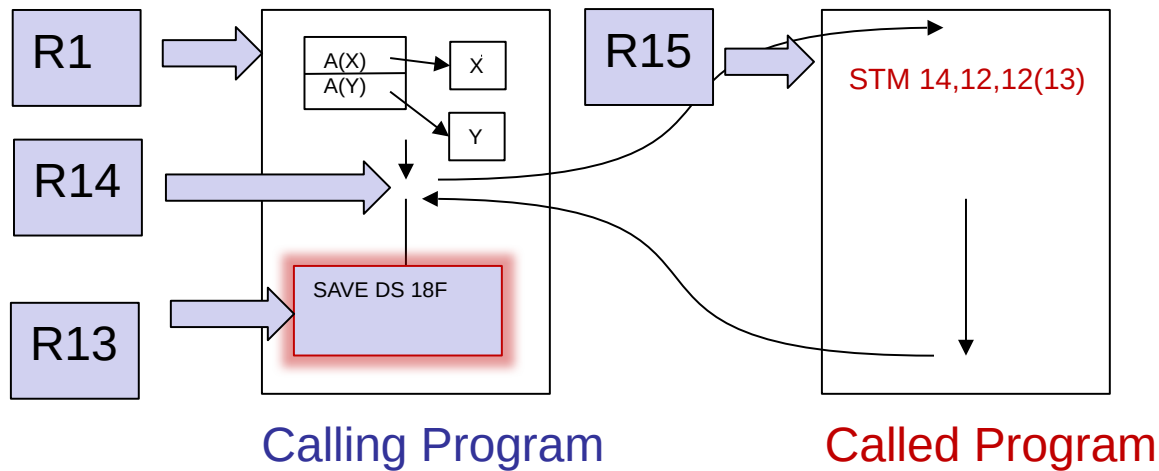 R1
A(X)
A(Y)
X
Y
R15
STM 14,12,12(13)
R14
R13
SAVE DS 18F
Calling Program
Called Program